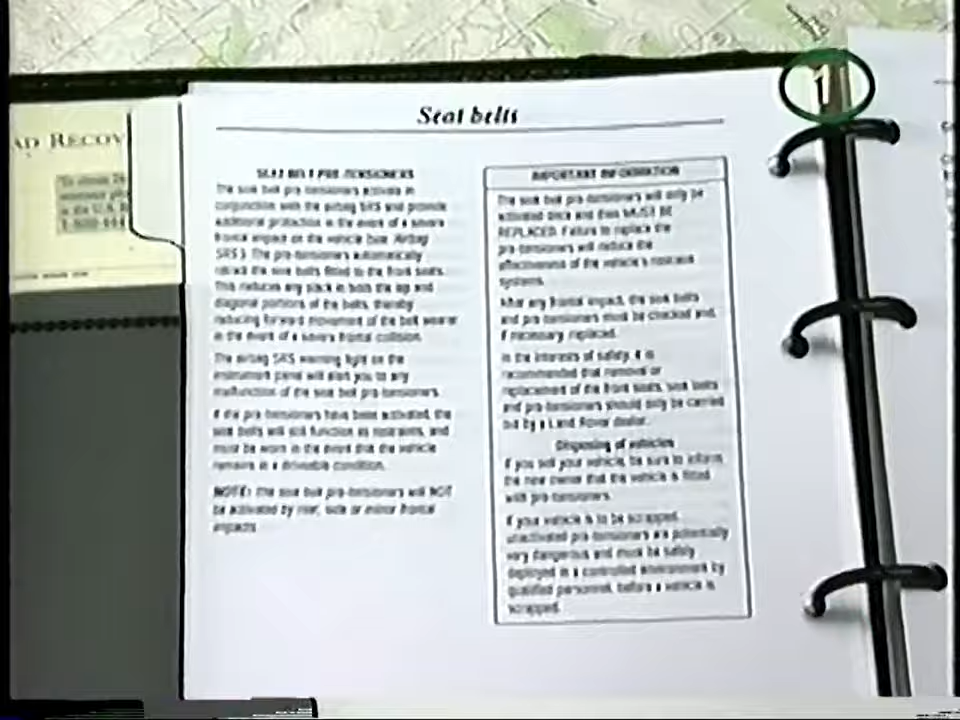 Seat belts
1
AD RECOV
SEAT BELT PRE-TENSIONERS
The seat belt pre-tensioners activate in
conjunction with the airbag SRS and provide
additional protection in the event of a severe
frontal impact on the vehicle (see 'Airbag
SRS'). The pre-tensioners automatically
retract the seat belts fitted to the front seats.
This reduces any slack in both the lap and
diagonal portions of the belts, thereby
reducing forward movement of the belt wearer
in the event of a severe frontal collision.
The airbag SRS warning light on the
instrument panel will alert you to any
malfunction of the seat belt pre-tensioners.
If the pre-tensioners have been activated, the
seat belts will still function as restraints, and
must be worn in the event that the vehicle
remains in a driveable condition.
NOTE: The seat belt pre-tensioners will NOT
be activated by rear, side or minor frontal
impacts.
IMPORTANT INFORMATION
The seat belt pre-tensioners will only be
activated once and then MUST BE
REPLACED. Failure to replace the
pre-tensioners will reduce the
effectiveness of the vehicle's restraint
systems.
After any frontal impact, the seat belts
and pre-tensioners must be checked and,
if necessary, replaced.
In the interests of safety, it is
recommended that removal or
replacement of the front seats, seat belts
and pre-tensioners should only be carried
out by a Land Rover dealer.
Disposing of vehicles
If you sell your vehicle, be sure to inform
the new owner that the vehicle is fitted
with pre-tensioners.
If your vehicle is to be scrapped,
unactivated pre-tensioners are potentially
very dangerous and must be safely
deployed in a controlled environment by
qualified personnel, before a vehicle is
scrapped.